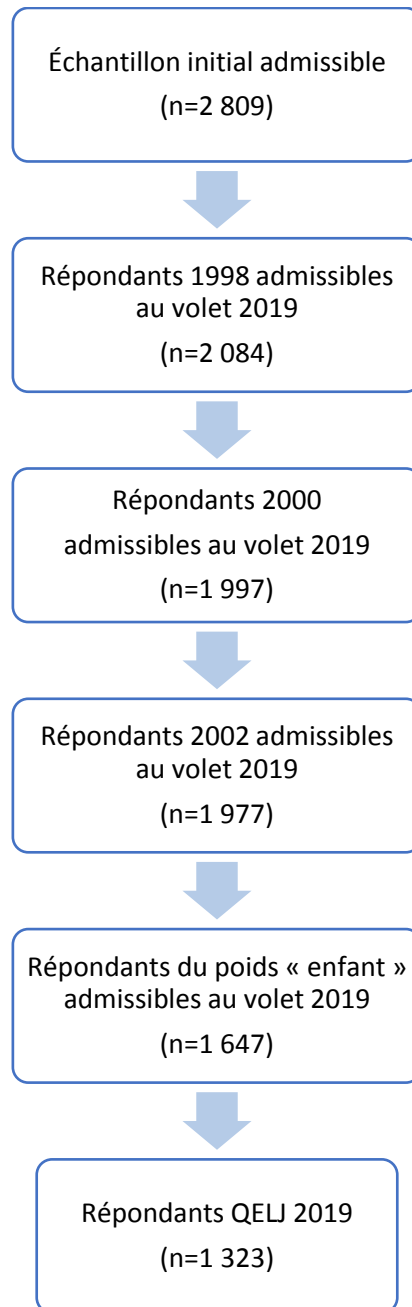 Échantillon initial admissible
(n=2 809)
Répondants 1998 admissibles
au volet 2019
(n=2 084)
Répondants 2000
admissibles au volet 2019
(n=1 997)
Répondants 2002 admissibles
au volet 2019
(n=1 977)
Répondants du poids « enfant »
admissibles au volet 2019
(n=1 647)
Répondants QELJ 2019
(n=1 323)